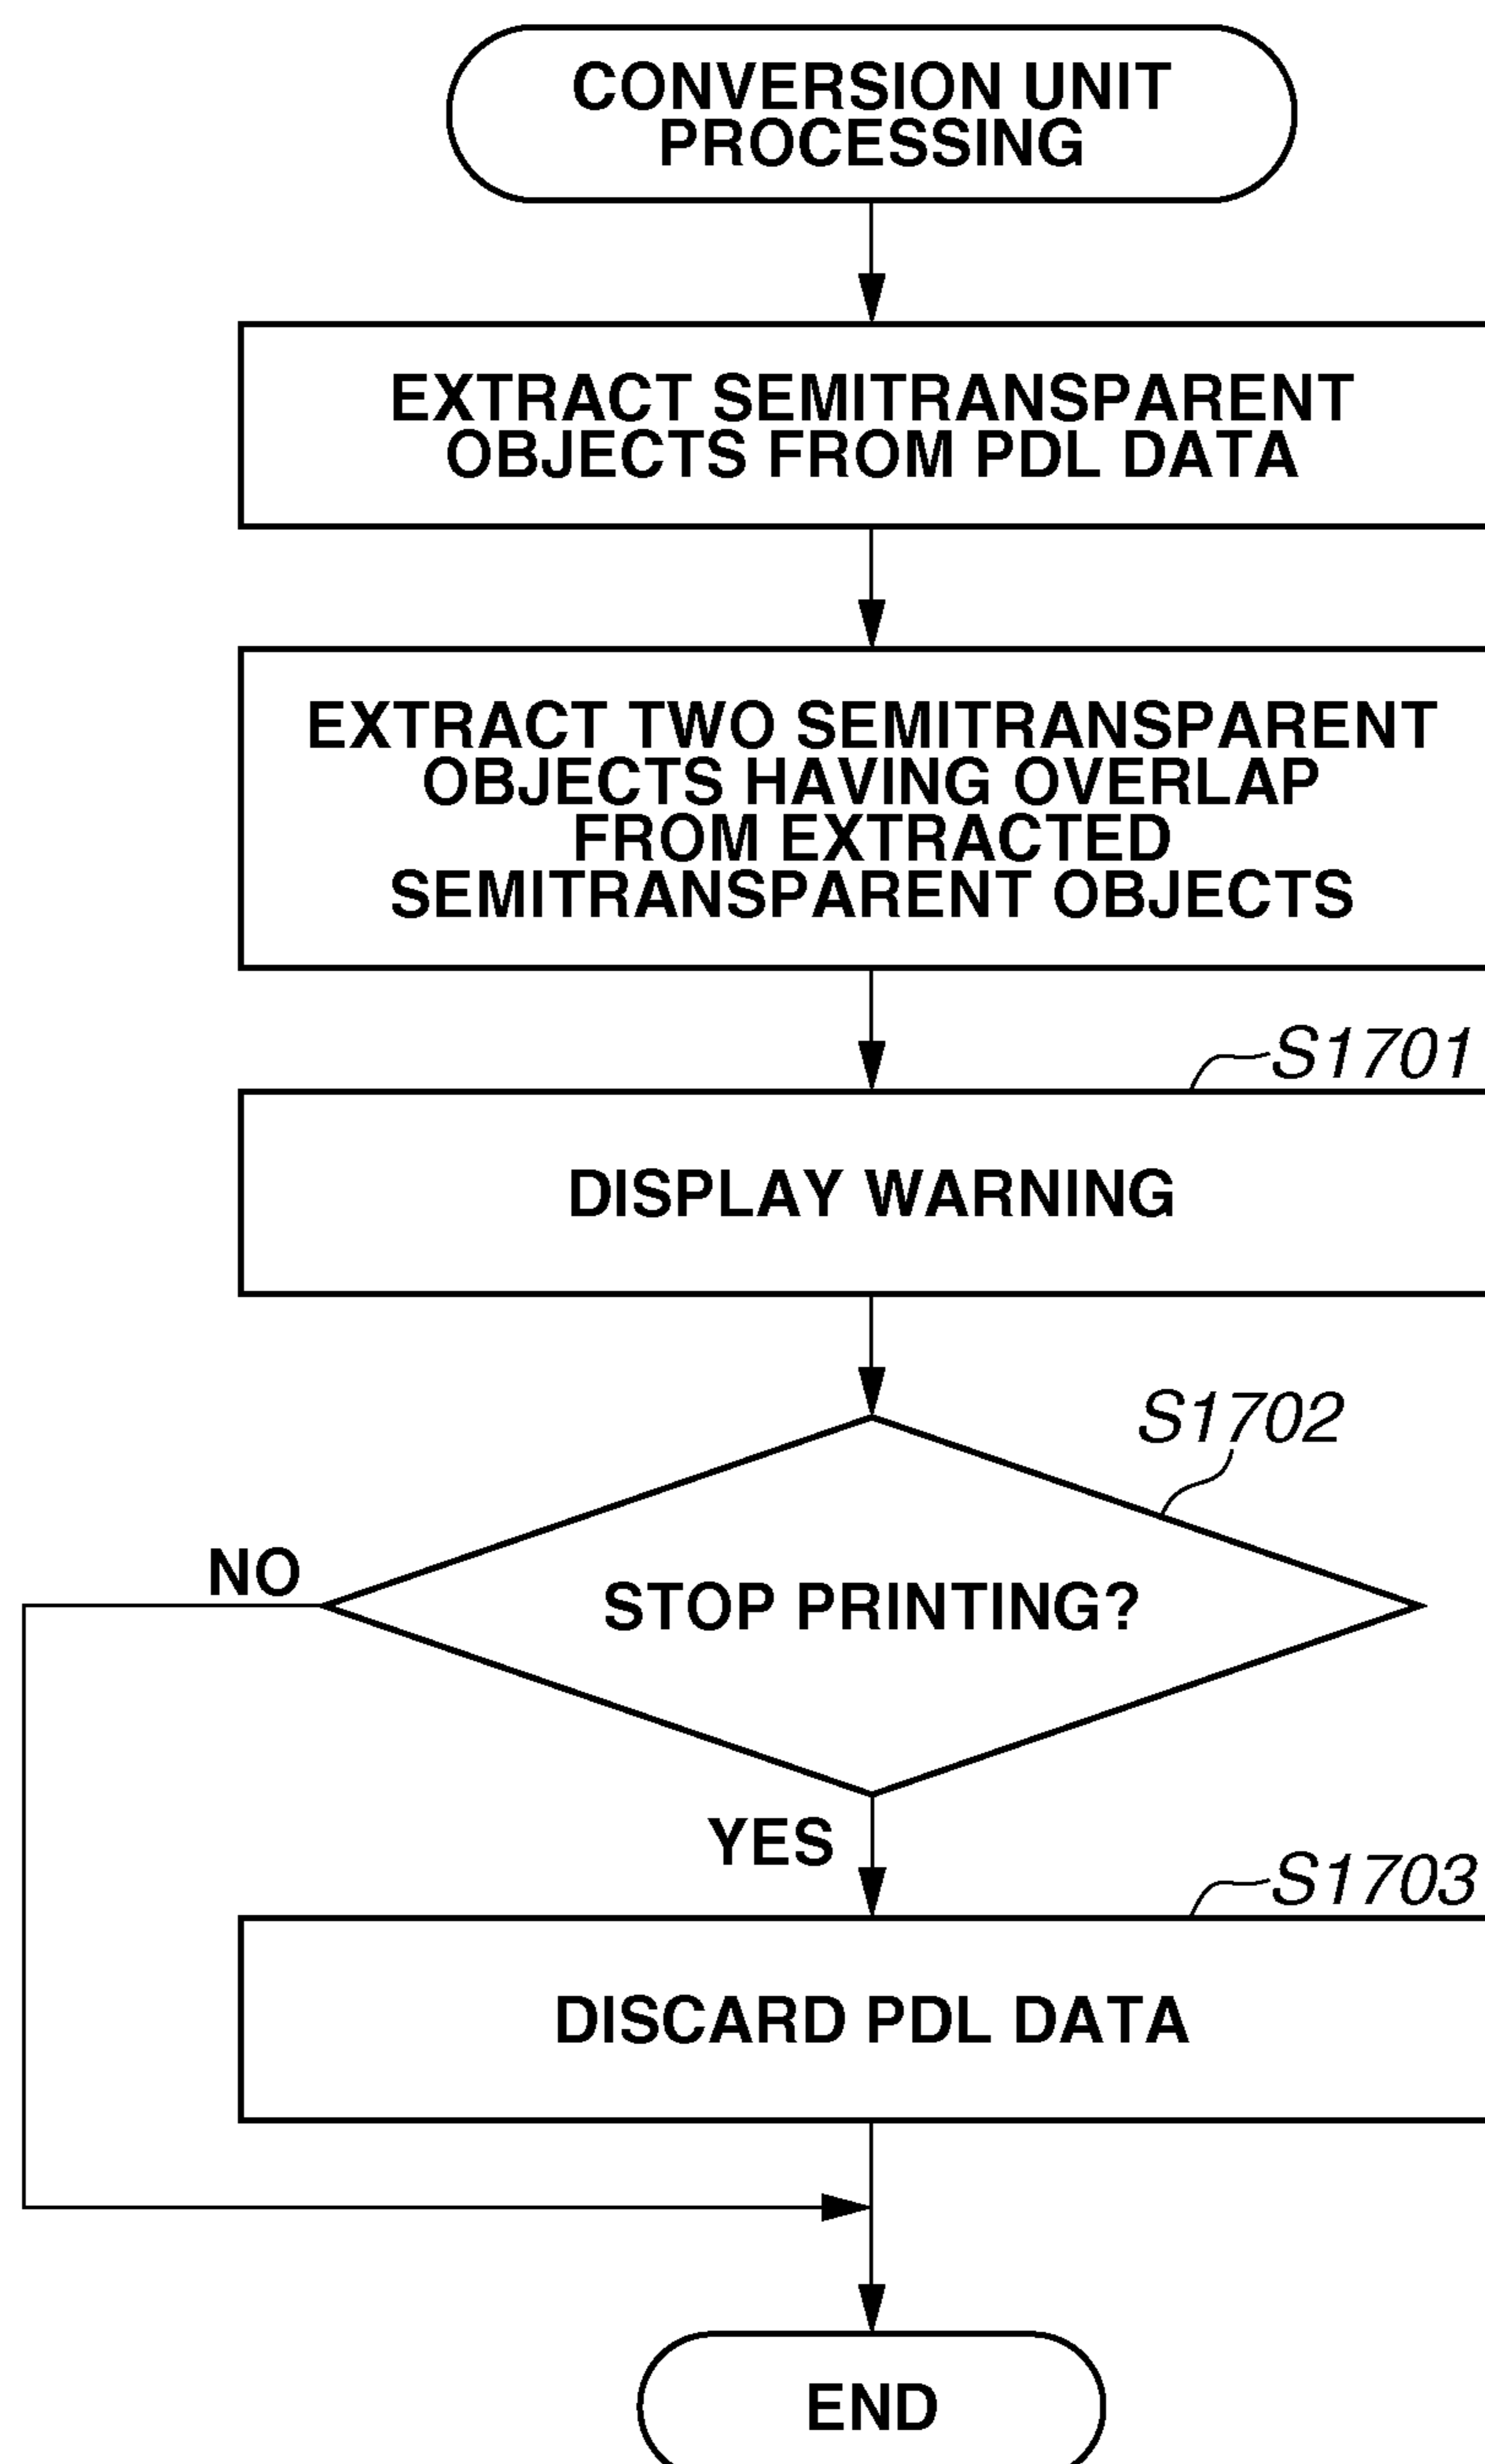 CONVERSION UNIT
PROCESSING
EXTRACT SEMITRANSPARENT
OBJECTS FROM PDL DATA
EXTRACT TWO SEMITRANSPARENT
OBJECTS HAVING OVERLAP
FROM EXTRACTED
SEMITRANSPARENT OBJECTS
S1701
DISPLAY WARNING
S1702
NO
STOP PRINTING?
YES
S1703
DISCARD PDL DATA
END